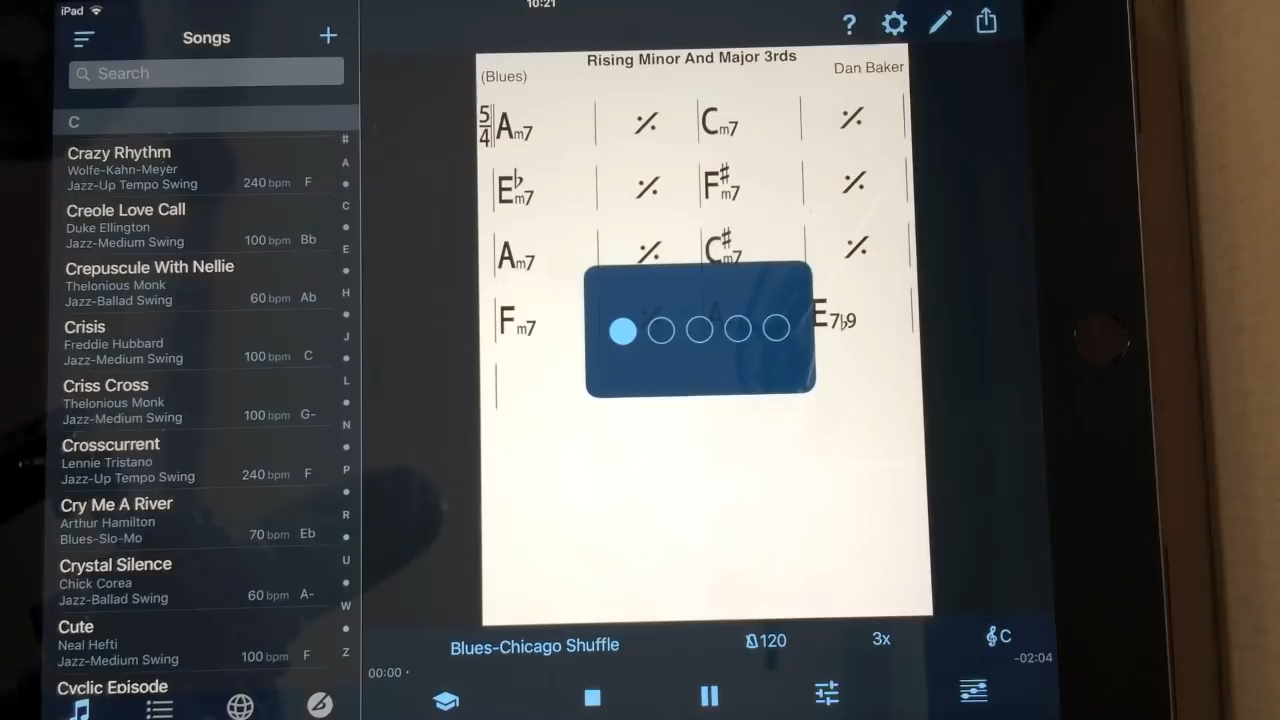 iPad
10:21
Songs
Search
C
Crazy Rhythm
Wolfe-Kahn-Meyer
Jazz-Up Tempo Swing 240 bpm F
Creole Love Call
Duke Ellington
Jazz-Medium Swing 100 bpm Bb
Crepuscule With Nellie
Thelonious Monk
Jazz-Ballad Swing 60 bpm Ab
Crisis
Freddie Hubbard
Jazz-Medium Swing 100 bpm C
Criss Cross
Thelonious Monk
Jazz-Medium Swing 100 bpm G-
Crosscurrent
Lennie Tristano
Jazz-Up Tempo Swing 240 bpm F
Cry Me A River
Arthur Hamilton
Blues-Slo-Mo 70 bpm Eb
Crystal Silence
Chick Corea
Jazz-Ballad Swing 60 bpm A-
Cute
Neal Hefti
Jazz-Medium Swing 100 bpm F
Cyclic Episode
#
A
C
E
H
J
L
N
P
R
U
W
Z
?
Rising Minor And Major 3rds
(Blues) Dan Baker
5/4 Am7 Cm7
E♭m7 F#m7
Am7 C#m7
Fm7 A E7♭9
Blues-Chicago Shuffle 120 3x C
00:00 -02:04